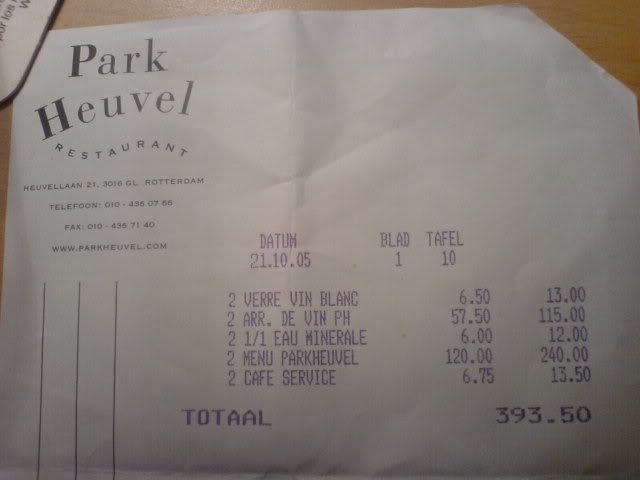 Park
Heuvel
RESTAURANT
HEUVELLAAN 21, 3016 GL ROTTERDAM
TELEFOON: 010 - 436 07 66
FAX: 010 - 436 71 40
WWW.PARKHEUVEL.COM
DATUM BLAD TAFEL
21.10.05 1 10
2 VERRE VIN BLANC 6.50 13.00
2 ARR. DE VIN PH 57.50 115.00
2 1/1 EAU MINERALE 6.00 12.00
2 MENU PARKHEUVEL 120.00 240.00
2 CAFE SERVICE 6.75 13.50
TOTAAL 393.50